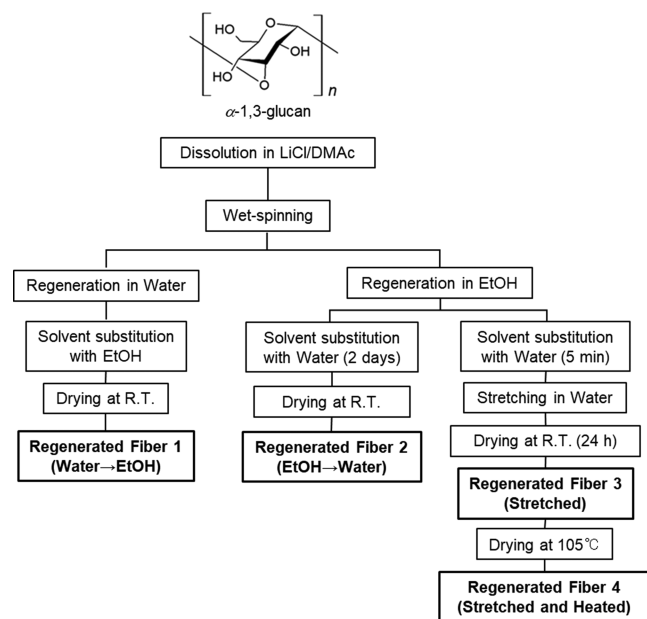 HO
O
HO
O
OH
n
α-1,3-glucan
Dissolution in LiCl/DMAc
Wet-spinning
Regeneration in Water
Regeneration in EtOH
Solvent substitution
with EtOH
Solvent substitution
with Water (2 days)
Solvent substitution
with Water (5 min)
Drying at R.T.
Drying at R.T.
Stretching in Water
Regenerated Fiber 1
(Water→EtOH)
Regenerated Fiber 2
(EtOH→Water)
Drying at R.T. (24 h)
Regenerated Fiber 3
(Stretched)
Drying at 105℃
Regenerated Fiber 4
(Stretched and Heated)